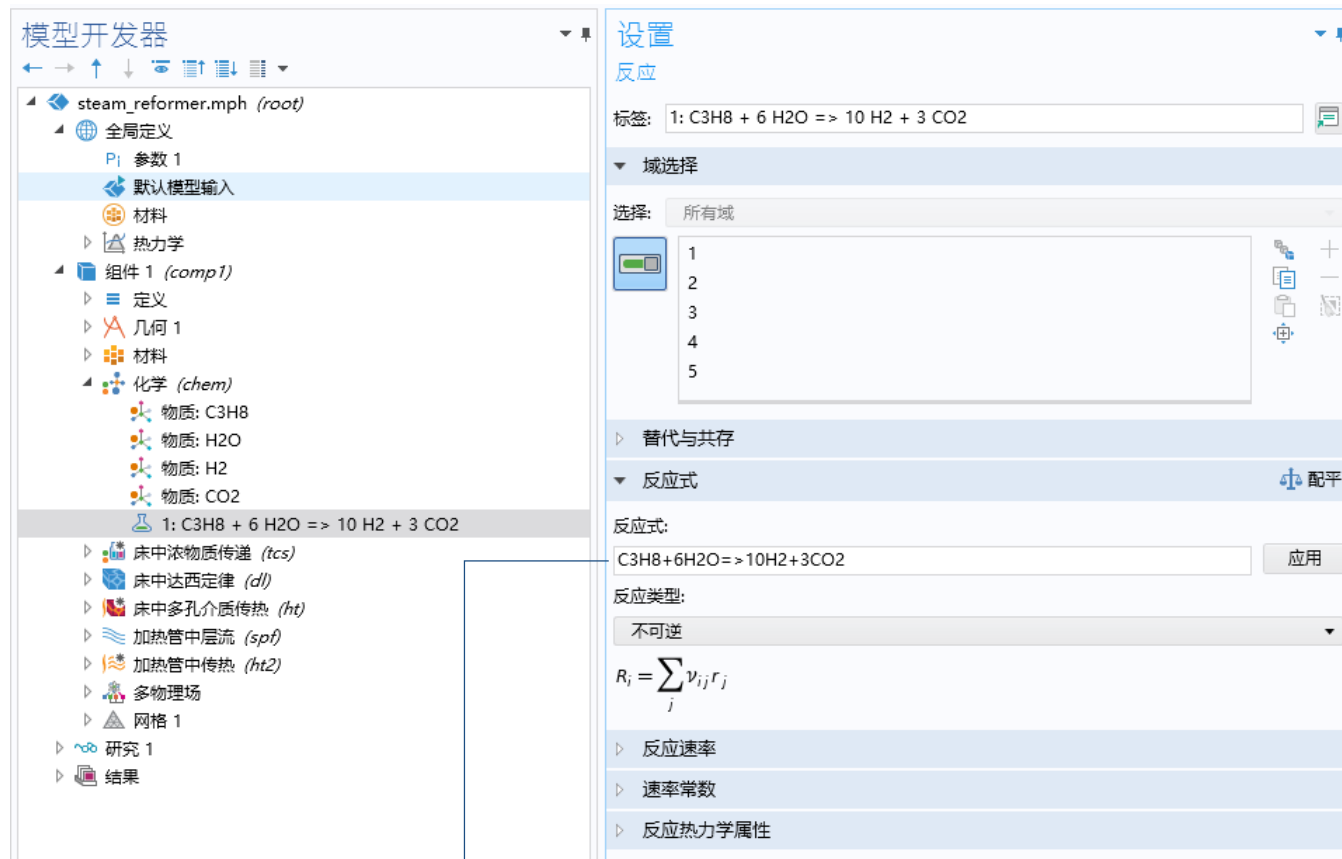 模型开发器
steam_reformer.mph (root)
全局定义
Pi 参数 1
默认模型输入
材料
热力学
组件 1 (comp1)
定义
几何 1
材料
化学 (chem)
物质: C3H8
物质: H2O
物质: H2
物质: CO2
1: C3H8 + 6 H2O => 10 H2 + 3 CO2
床中浓物质传递 (tcs)
床中达西定律 (dl)
床中多孔介质传热 (ht)
加热管中层流 (spf)
加热管中传热 (ht2)
多物理场
网格 1
研究 1
结果
设置
反应
标签: 1: C3H8 + 6 H2O => 10 H2 + 3 CO2
域选择
选择: 所有域
1
2
3
4
5
替代与共存
反应式 配平
反应式:
C3H8+6H2O=>10H2+3CO2 应用
反应类型:
不可逆
R_i = ∑_j ν_ij r_j
反应速率
速率常数
反应热力学属性